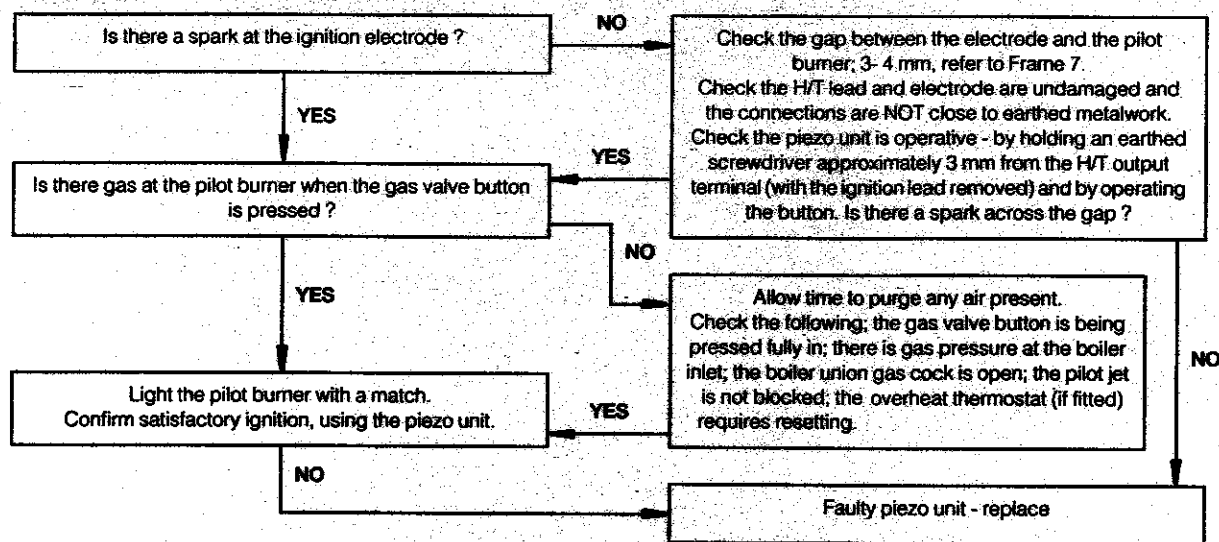 Is there a spark at the ignition electrode ?
NO
Check the gap between the electrode and the pilot
burner; 3- 4 mm, refer to Frame 7.
Check the H/T lead and electrode are undamaged and
the connections are NOT close to earthed metalwork.
Check the piezo unit is operative - by holding an earthed
screwdriver approximately 3 mm from the H/T output
terminal (with the ignition lead removed) and by operating
the button. Is there a spark across the gap ?
YES
YES
Is there gas at the pilot burner when the gas valve button
is pressed ?
NO
YES
Allow time to purge any air present.
Check the following; the gas valve button is being
pressed fully in; there is gas pressure at the boiler
inlet; the boiler union gas cock is open; the pilot jet
is not blocked; the overheat thermostat (if fitted)
requires resetting.
NO
Light the pilot burner with a match.
Confirm satisfactory ignition, using the piezo unit.
YES
NO
Faulty piezo unit - replace